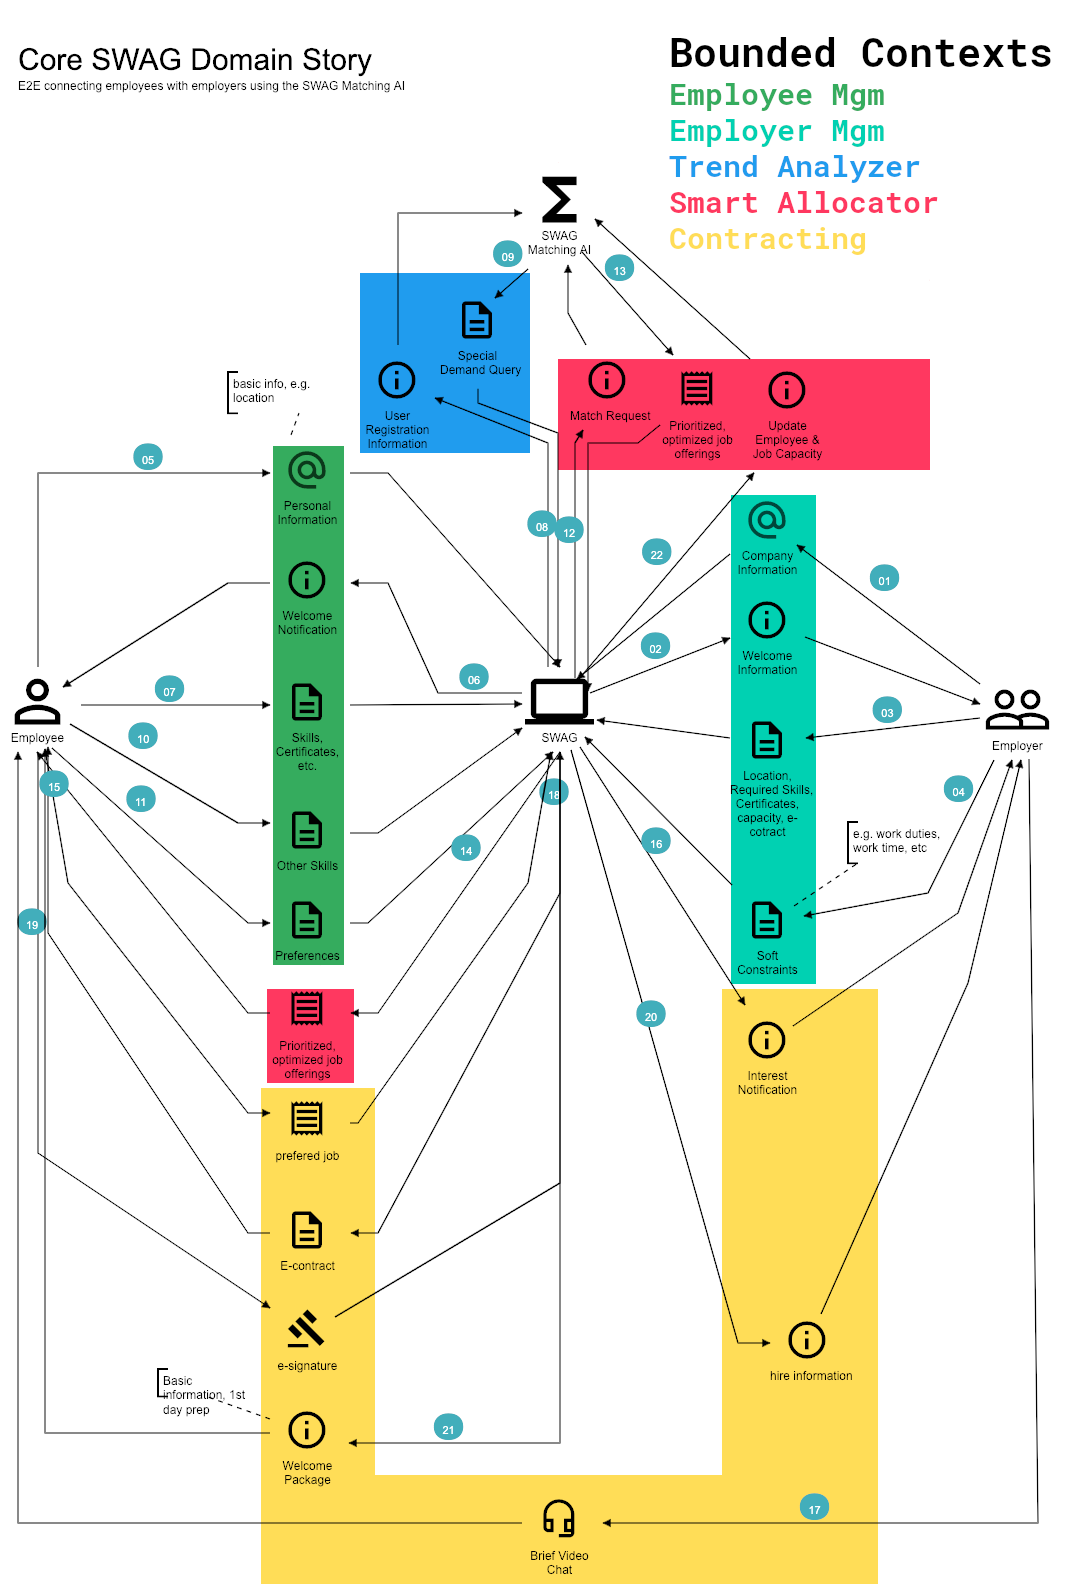 Core SWAG Domain Story
E2E connecting employees with employers using the SWAG Matching AI
Bounded Contexts
Employee Mgm
Employer Mgm
Trend Analyzer
Smart Allocator
Contracting
SWAG
Matching AI
09
13
Special
Demand Query
User
Registration
Information
Match Request
Prioritized,
optimized job
offerings
Update
Employee &
Job Capacity
basic info, e.g.
location
05
Personal
Information
08
12
22
Company
Information
01
Welcome
Notification
02
Welcome
Information
06
07
03
Employee
10
Skills,
Certificates,
etc.
SWAG
Employer
15
11
18
Location,
Required Skills,
Certificates,
capacity, e-
cotract
04
14
16
e.g. work duties,
work time, etc
Other Skills
19
Preferences
Soft
Constraints
20
Prioritized,
optimized job
offerings
Interest
Notification
prefered job
E-contract
e-signature
hire information
Basic
information, 1st
day prep
21
Welcome
Package
17
Brief Video
Chat